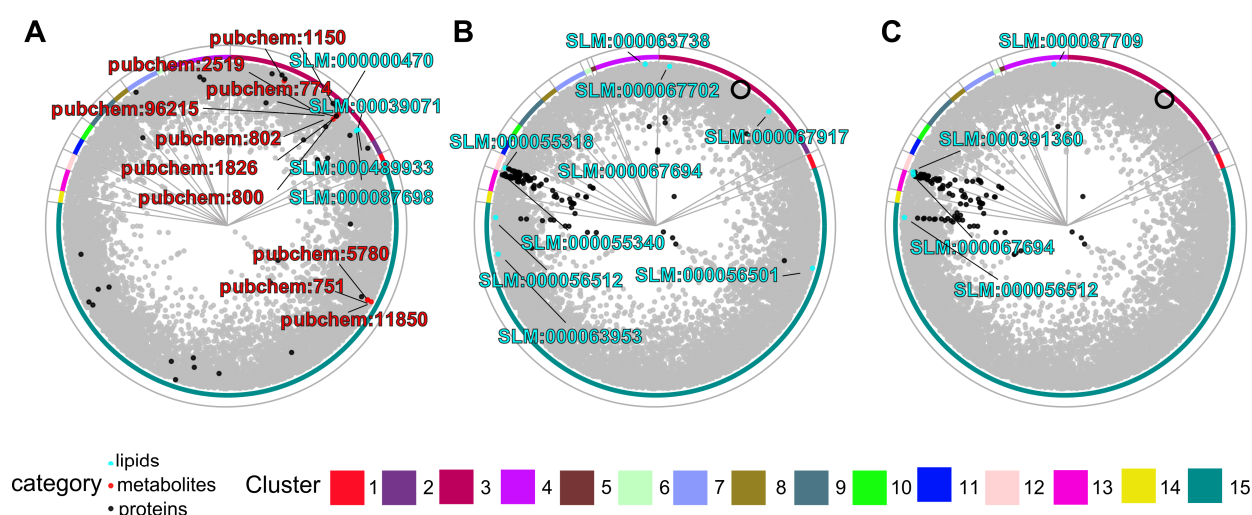 A
pubchem:1150
SLM:000000470
pubchem:2519
pubchem:774
SLM:00039071
pubchem:96215
pubchem:802
pubchem:1826
SLM:000489933
pubchem:800
SLM:000087698
pubchem:5780
pubchem:751
pubchem:11850
B
SLM:000063738
SLM:000067702
SLM:000067917
SLM:000055318
SLM:000067694
SLM:000055340
SLM:000056512
SLM:000056501
SLM:000063953
C
SLM:000087709
SLM:000391360
SLM:000067694
SLM:000056512
category
lipids
metabolites
proteins
Cluster 1 2 3 4 5 6 7 8 9 10 11 12 13 14 15